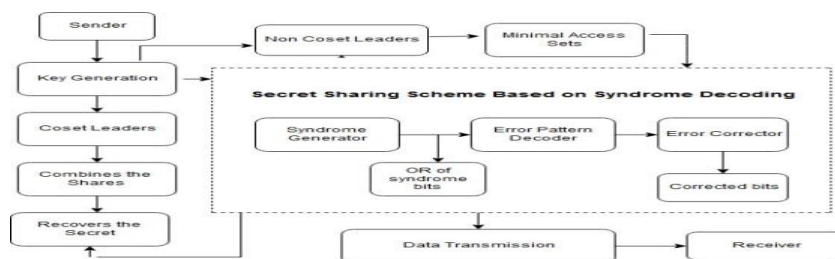 Sender
Non Coset Leaders
Minimal Access
Sets
Key Generation
Secret Sharing Scheme Based on Syndrome Decoding
Coset Leaders
Syndrome
Generator
Error Pattern
Decoder
Error Corrector
Combines the
Shares
OR of
syndrome
bits
Corrected bits
Recovers the
Secret
Data Transmission
Receiver